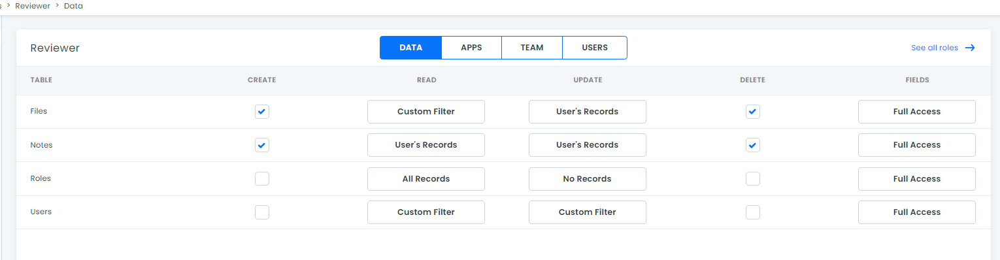 s > Reviewer > Data
Reviewer DATA APPS TEAM USERS See all roles →
TABLE CREATE READ UPDATE DELETE FIELDS
Files Custom Filter User's Records Full Access
Notes User's Records User's Records Full Access
Roles All Records No Records Full Access
Users Custom Filter Custom Filter Full Access